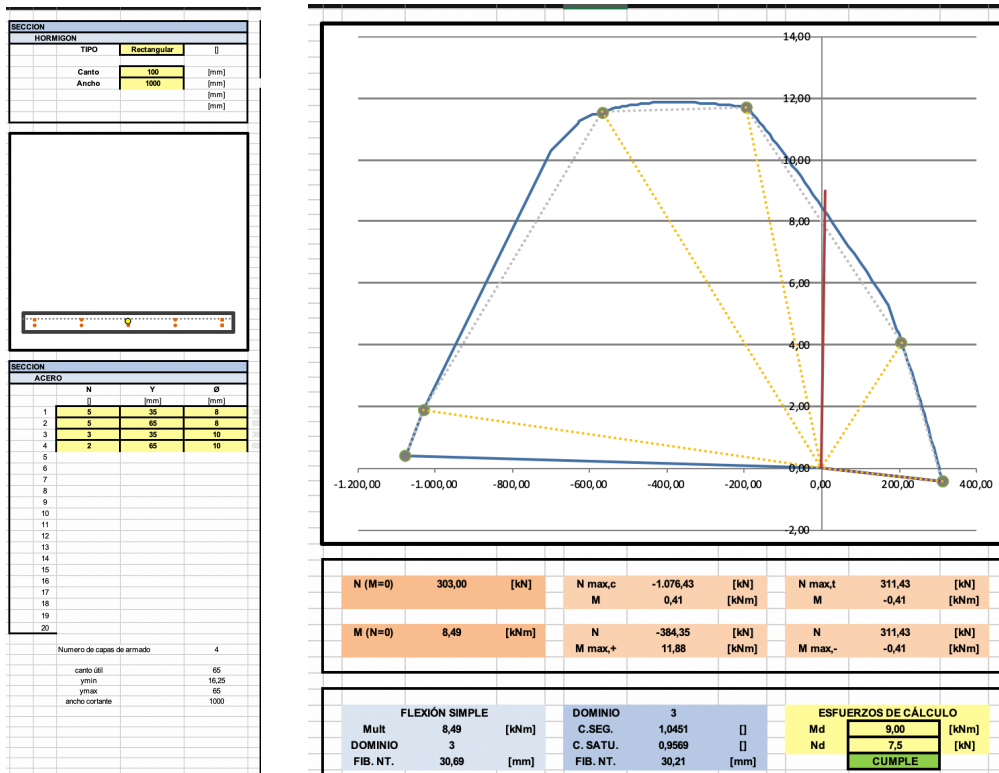 SECCION
HORMIGON
TIPO Rectangular []
Canto 100 [mm]
Ancho 1000 [mm]
[mm]
[mm]
SECCION
ACERO
N Y Ø
[] [mm] [mm]
1 5 35 8
2 5 65 8
3 3 35 10
4 2 65 10
5
6
7
8
9
10
11
12
13
14
15
16
17
18
19
20
Numero de capas de armado 4
canto útil 65
ymin 16,25
ymax 65
ancho cortante 1000
14,00
12,00
10,00
8,00
6,00
4,00
2,00
0,00
-2,00
-1.200,00 -1.000,00 -800,00 -600,00 -400,00 -200,00 0,00 200,00 400,00
N (M=0) 303,00 [kN] N max,c -1.076,43 [kN] N max,t 311,43 [kN]
M 0,41 [kNm] M -0,41 [kNm]
M (N=0) 8,49 [kNm] N -384,35 [kN] N 311,43 [kN]
M max,+ 11,88 [kNm] M max,- -0,41 [kNm]
FLEXIÓN SIMPLE DOMINIO 3 ESFUERZOS DE CÁLCULO
Mult 8,49 [kNm] C.SEG. 1,0451 [] Md 9,00 [kNm]
DOMINIO 3 C. SATU. 0,9569 [] Nd 7,5 [kN]
FIB. NT. 30,69 [mm] FIB. NT. 30,21 [mm] CUMPLE